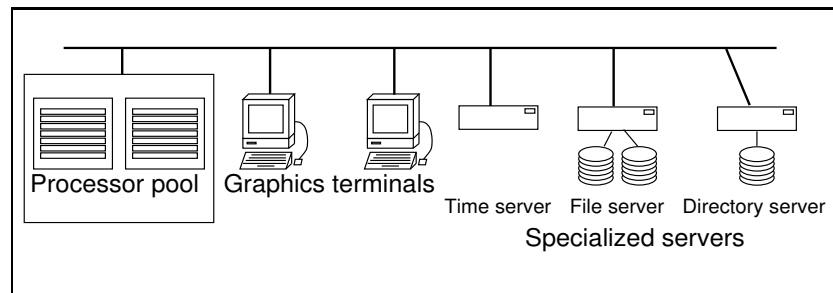 Processor pool
Graphics terminals
Time server
File server
Directory server
Specialized servers